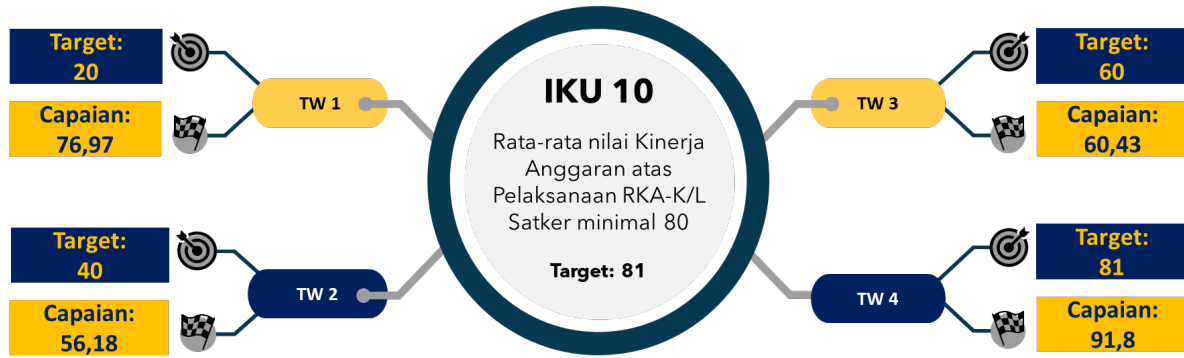 Target:
20
Capaian:
76,97
TW 1
Target:
40
Capaian:
56,18
TW 2
IKU 10
Rata-rata nilai Kinerja
Anggaran atas
Pelaksanaan RKA-K/L
Satker minimal 80
Target: 81
TW 3
Target:
60
Capaian:
60,43
TW 4
Target:
81
Capaian:
91,8